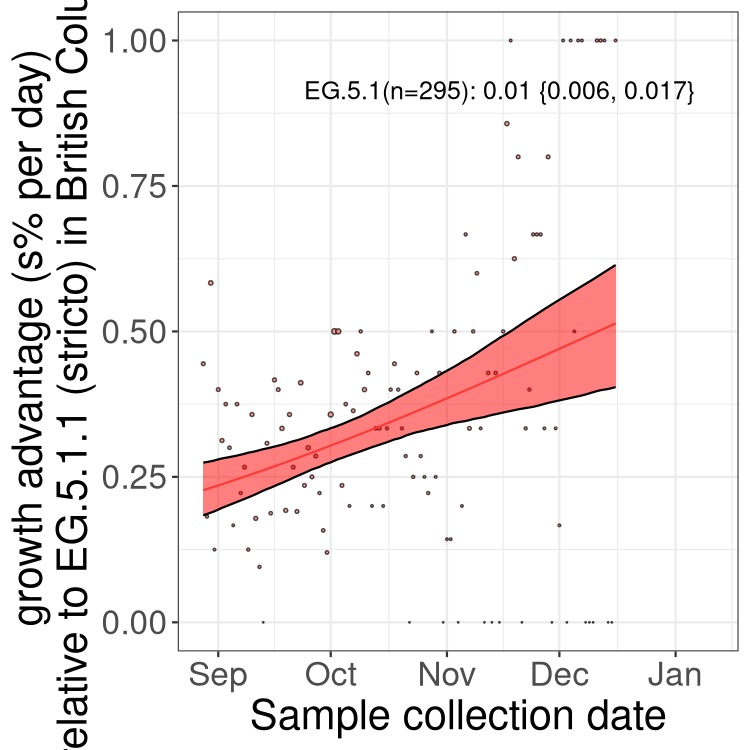 growth advantage (s% per day)
relative to EG.5.1.1 (stricto) in British Colu
1.00
0.75
0.50
0.25
0.00
EG.5.1(n=295): 0.01 {0.006, 0.017}
Sep Oct Nov Dec Jan
Sample collection date